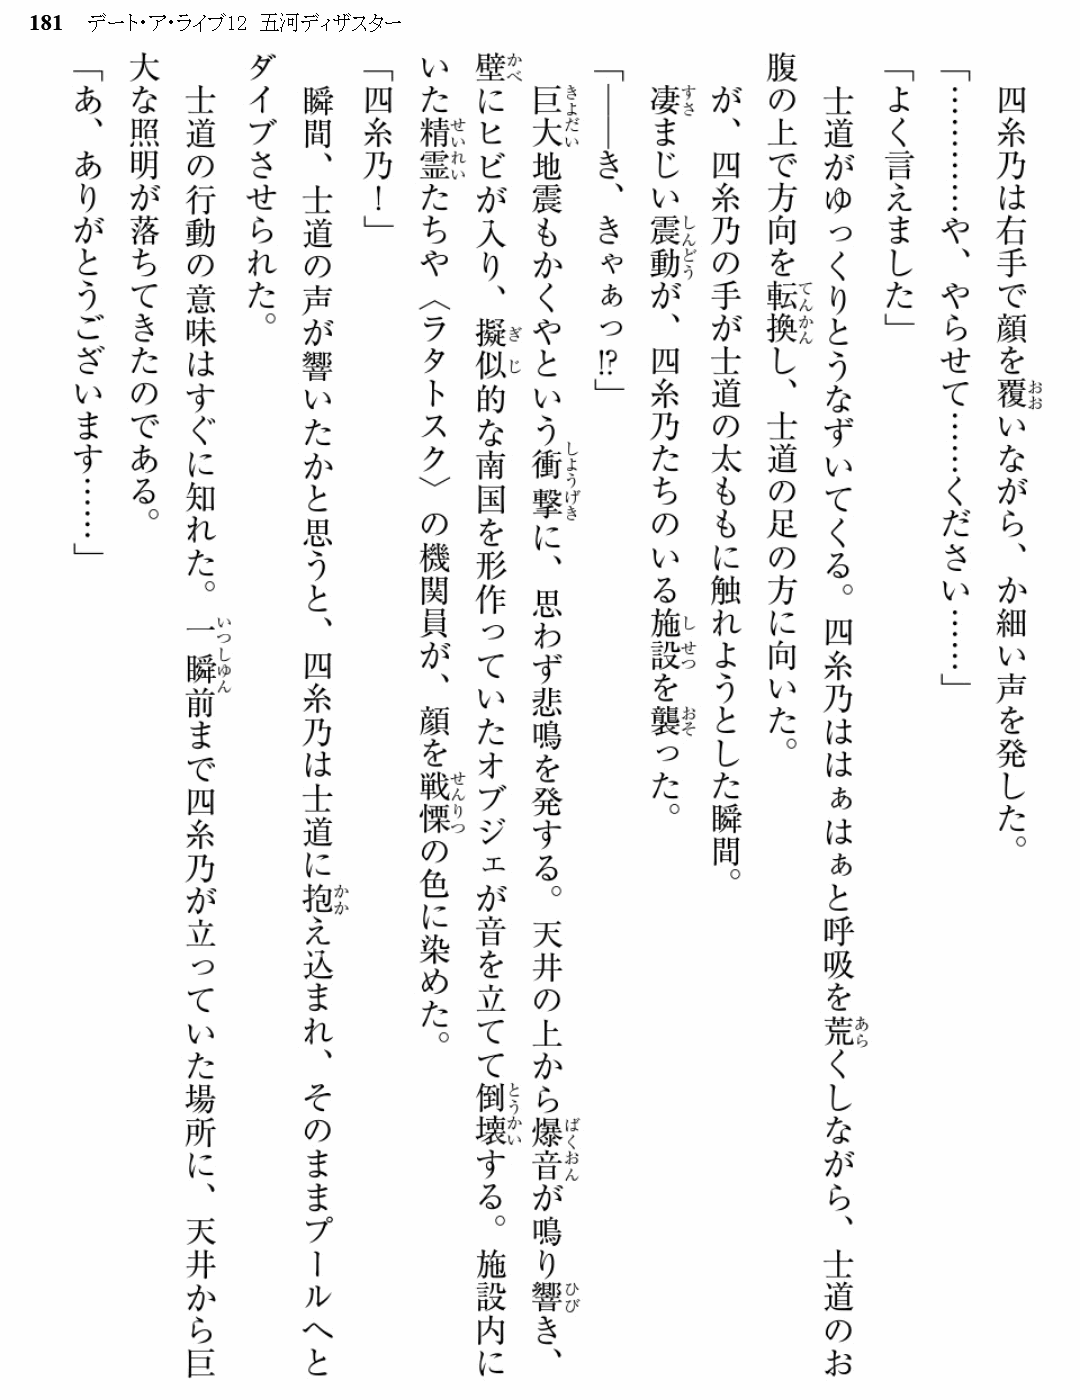 181 デート・ア・ライブ12 五河ディザスター
四糸乃は右手で顔を覆いながら、か細い声を発した。
「…………や、やらせて……ください……」
「よく言えました」
士道がゆっくりとうなずいてくる。四糸乃ははぁはぁと呼吸を荒くしながら、士道のお
腹の上で方向を転換し、士道の足の方に向いた。
が、四糸乃の手が士道の太ももに触れようとした瞬間。
凄まじい震動が、四糸乃たちのいる施設を襲った。
「――き、きゃぁっ!?」
巨大地震もかくやという衝撃に、思わず悲鳴を発する。天井の上から爆音が鳴り響き、
壁にヒビが入り、擬似的な南国を形作っていたオブジェが音を立てて倒壊する。施設内に
いた精霊たちや〈ラタトスク〉の機関員が、顔を戦慄の色に染めた。
「四糸乃！」
瞬間、士道の声が響いたかと思うと、四糸乃は士道に抱え込まれ、そのままプールへと
ダイブさせられた。
士道の行動の意味はすぐに知れた。一瞬前まで四糸乃が立っていた場所に、天井から巨
大な照明が落ちてきたのである。
「あ、ありがとうございます……」